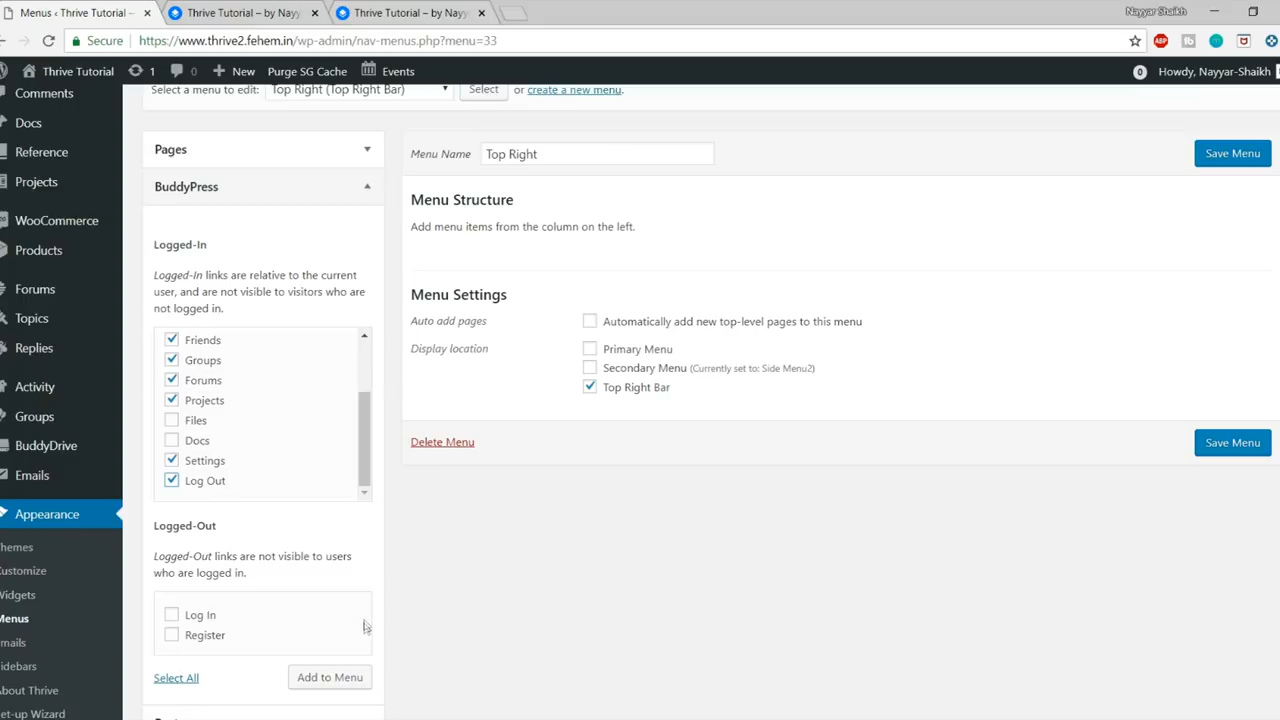 Menus ‹ Thrive Tutorial –
Thrive Tutorial – by Nayy
Thrive Tutorial – by Nayy
Nayyar Shaikh
Secure
https://www.thrive2.fehem.in/wp-admin/nav-menus.php?menu=33
ABP
Thrive Tutorial
1
0
New
Purge SG Cache
Events
0
Howdy, Nayyar-Shaikh
Comments
Docs
Reference
Projects
WooCommerce
Products
Forums
Topics
Replies
Activity
Groups
BuddyDrive
Emails
Appearance
hemes
Customize
Widgets
Menus
mails
idebars
About Thrive
et-up Wizard
Select a menu to edit:
Top Right (Top Right Bar)
Select
or create a new menu.
Pages
BuddyPress
Logged-In
Logged-In links are relative to the current
user, and are not visible to visitors who are
not logged in.
Friends
Groups
Forums
Projects
Files
Docs
Settings
Log Out
Logged-Out
Logged-Out links are not visible to users
who are logged in.
Log In
Register
Select All
Add to Menu
Menu Name
Top Right
Save Menu
Menu Structure
Add menu items from the column on the left.
Menu Settings
Auto add pages
Automatically add new top-level pages to this menu
Display location
Primary Menu
Secondary Menu (Currently set to: Side Menu2)
Top Right Bar
Delete Menu
Save Menu